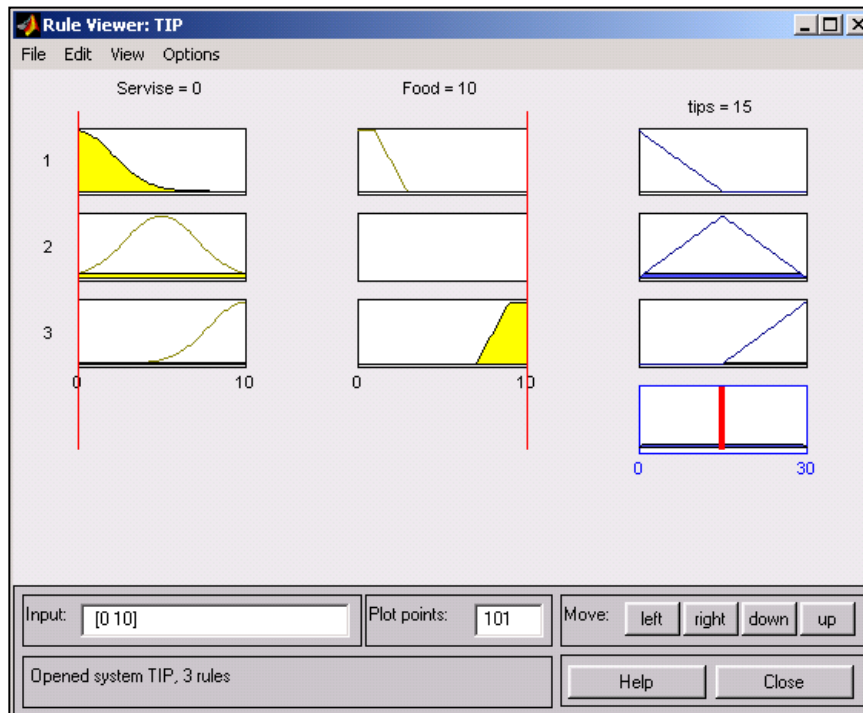 Rule Viewer: TIP
File Edit View Options
Servise = 0
Food = 10
tips = 15
1
2
3
0 10
0 10
0 30
Input: [0 10]
Plot points: 101
Move: left right down up
Opened system TIP, 3 rules
Help Close